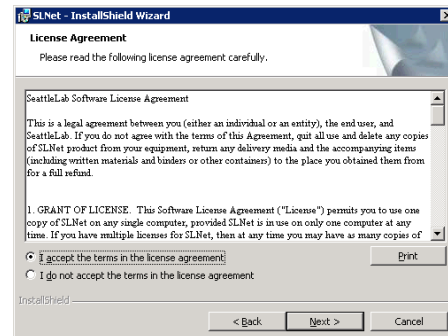 SLNet - InstallShield Wizard
License Agreement
Please read the following license agreement carefully.
SeattleLab Software License Agreement
This is a legal agreement between you (either an individual or an entity), the end user, and
SeattleLab. If you do not agree with the terms of this Agreement, quit all use and delete any copies
of SLNet product from your equipment, return any delivery media and the accompanying items
(including written materials and binders or other containers) to the place you obtained them from
for a full refund.
1. GRANT OF LICENSE. This Software License Agreement ("License") permits you to use one
copy of SLNet on any single computer, provided SLNet is in use on only one computer at any
time. If you have multiple licenses for SLNet, then at any time you may have as many copies of
I accept the terms in the license agreement
Print
I do not accept the terms in the license agreement
InstallShield
< Back
Next >
Cancel